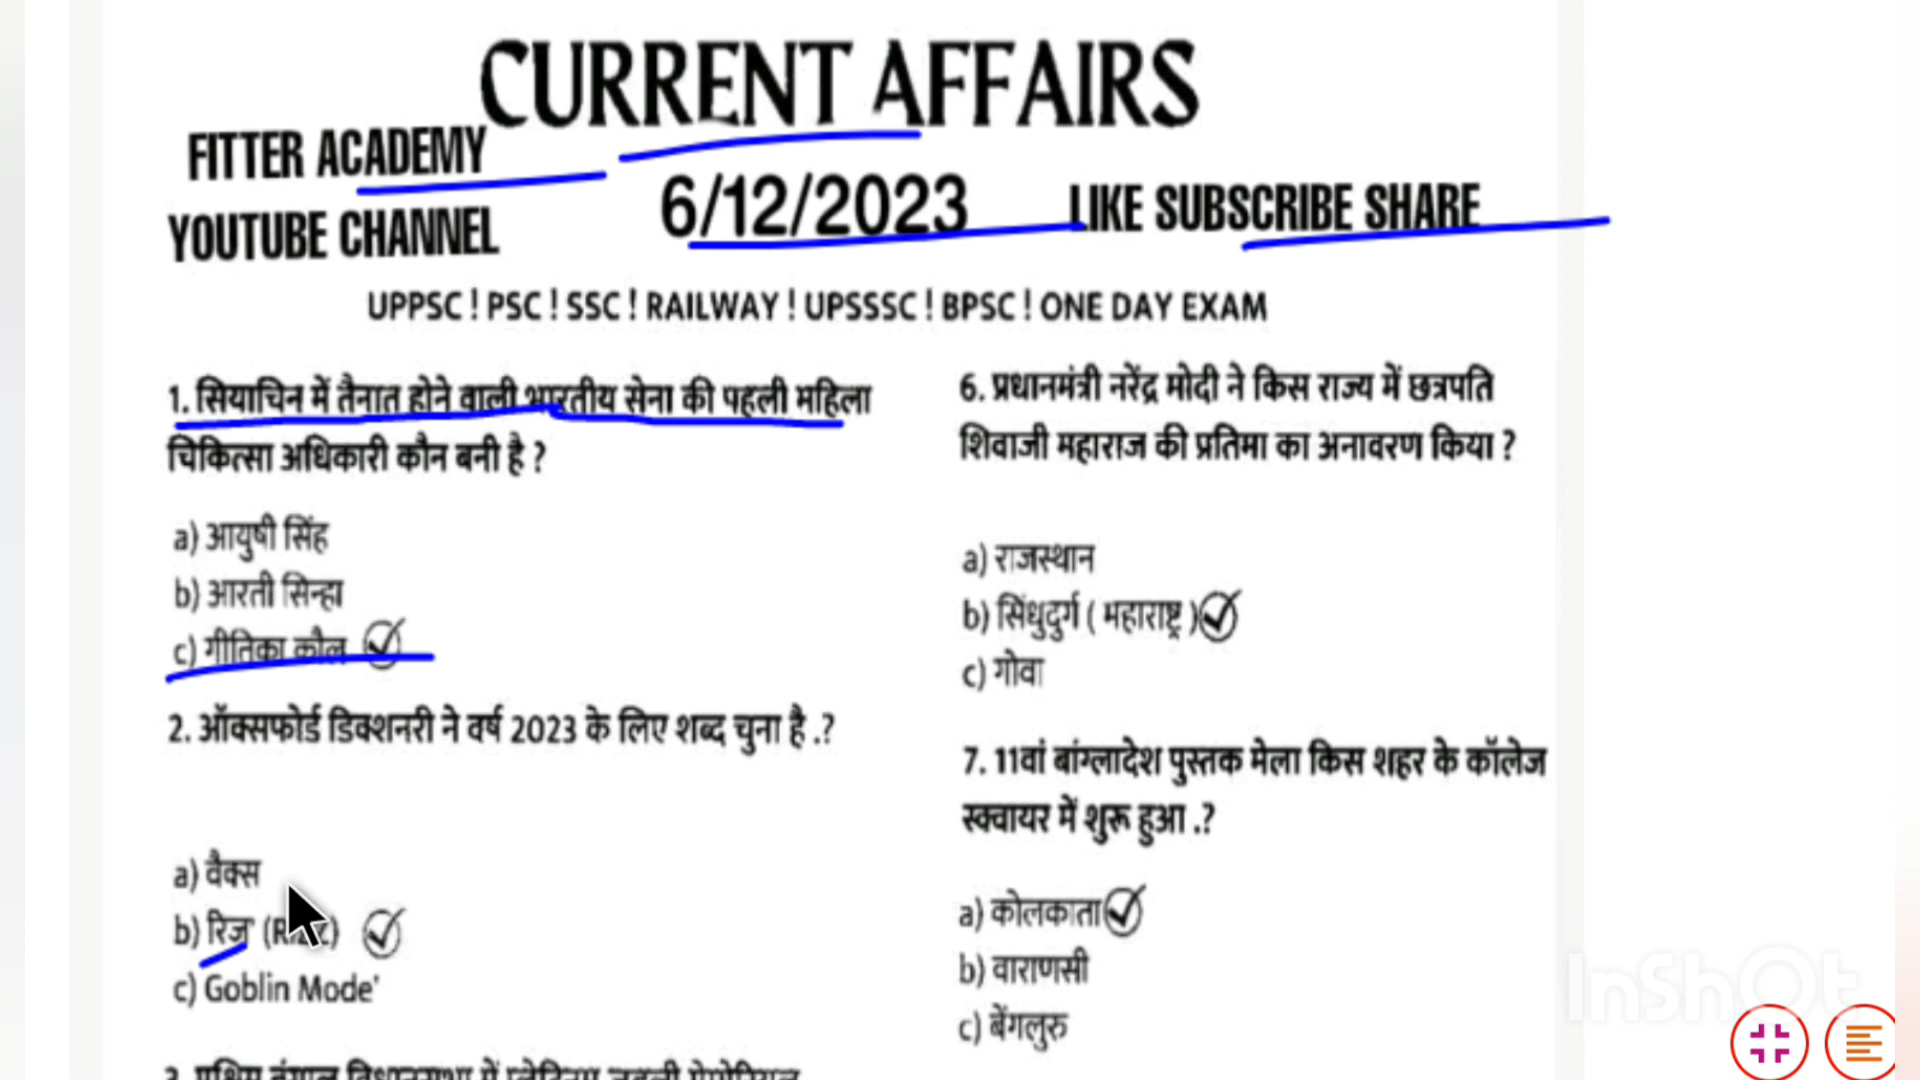 CURRENT AFFAIRS
FITTER ACADEMY
YOUTUBE CHANNEL
6/12/2023
LIKE SUBSCRIBE SHARE
UPPSC ! PSC ! SSC ! RAILWAY ! UPSSSC ! BPSC ! ONE DAY EXAM
1. सियाचिन में तैनात होने वाली भारतीय सेना की पहली महिला
चिकित्सा अधिकारी कौन बनी है ?
a) आयुषी सिंह
b) आरती सिन्हा
c) गीतिका कौल
2. ऑक्सफोर्ड डिक्शनरी ने वर्ष 2023 के लिए शब्द चुना है .?
a) वैक्स
b) रिज'
c) Goblin Mode'
6. प्रधानमंत्री नरेंद्र मोदी ने किस राज्य में छत्रपति
शिवाजी महाराज की प्रतिमा का अनावरण किया ?
a) राजस्थान
b) सिंधुदुर्ग ( महाराष्ट्र )
c) गोवा
7. 11वां बांग्लादेश पुस्तक मेला किस शहर के कॉलेज
स्क्वायर में शुरू हुआ .?
a) कोलकाता
b) वाराणसी
c) बेंगलुरु
InShOt